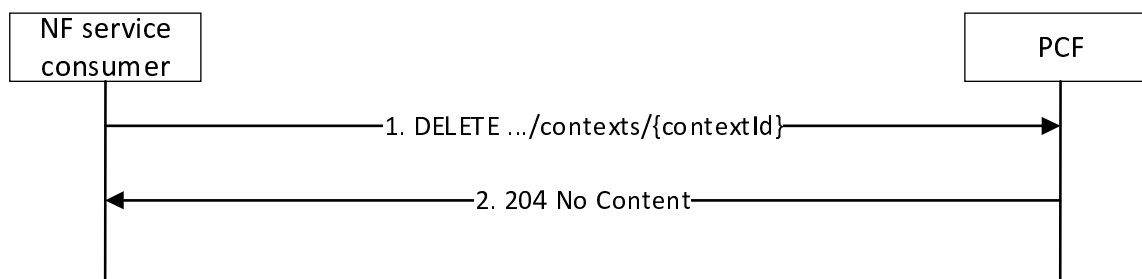 NF service
consumer
PCF
1. DELETE .../contexts/{contextId}
2. 204 No Content